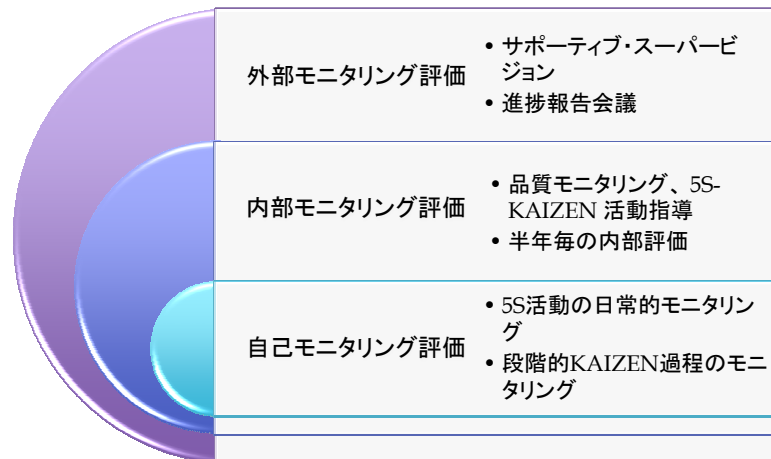 外部モニタリング評価
• サポーティブ・スーパービ
ジョン
• 進捗報告会議
内部モニタリング評価
• 品質モニタリング、5S-
KAIZEN 活動指導
• 半年毎の内部評価
自己モニタリング評価
• 5S活動の日常的モニタリン
グ
• 段階的KAIZEN過程のモニ
タリング